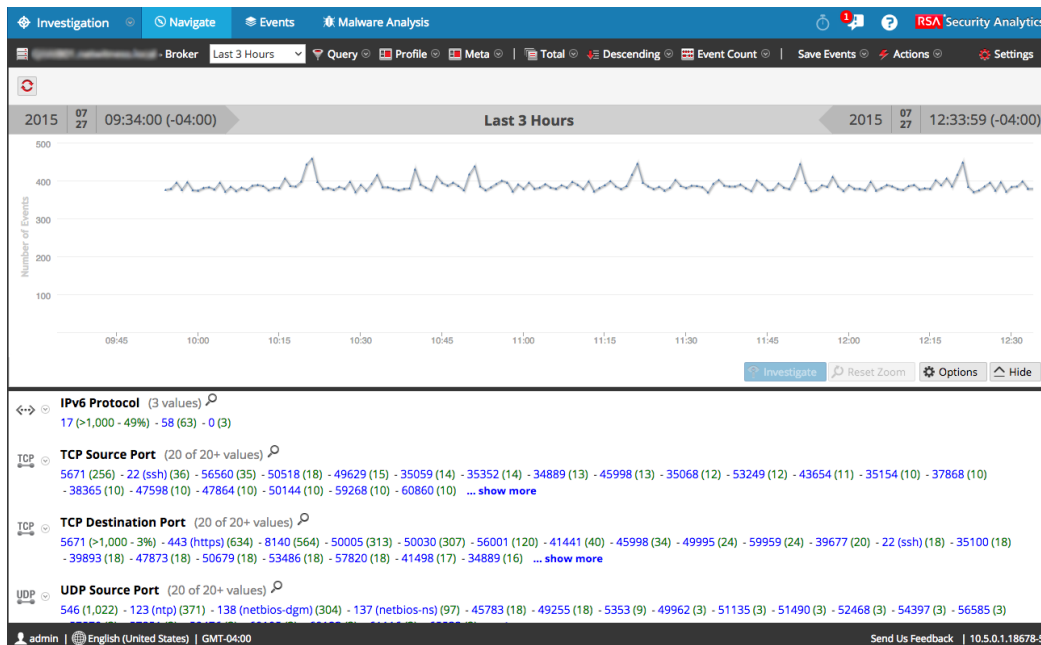 Investigation Navigate Events Malware Analysis 1 ? RSA Security Analytics
- Broker Last 3 Hours Query Profile Meta | Total Descending Event Count | Save Events Actions Settings
2015 07 27 09:34:00 (-04:00) Last 3 Hours 2015 07 27 12:33:59 (-04:00)
Number of Events
500
400
300
200
100
09:45 10:00 10:15 10:30 10:45 11:00 11:15 11:30 11:45 12:00 12:15 12:30
Investigate Reset Zoom Options Hide
IPv6 Protocol (3 values)
17 (>1,000 - 49%) - 58 (63) - 0 (3)
TCP TCP Source Port (20 of 20+ values)
5671 (256) - 22 (ssh) (36) - 56560 (35) - 50518 (18) - 49629 (15) - 35059 (14) - 35352 (14) - 34889 (13) - 45998 (13) - 35068 (12) - 53249 (12) - 43654 (11) - 35154 (10) - 37868 (10)
- 38365 (10) - 47598 (10) - 47864 (10) - 50144 (10) - 59268 (10) - 60860 (10) ... show more
TCP TCP Destination Port (20 of 20+ values)
5671 (>1,000 - 3%) - 443 (https) (634) - 8140 (564) - 50005 (313) - 50030 (307) - 56001 (120) - 41441 (40) - 45998 (34) - 49995 (24) - 59959 (24) - 39677 (20) - 22 (ssh) (18) - 35100 (18)
- 39893 (18) - 47873 (18) - 50679 (18) - 53486 (18) - 57820 (18) - 41498 (17) - 34889 (16) ... show more
UDP UDP Source Port (20 of 20+ values)
546 (1,022) - 123 (ntp) (371) - 138 (netbios-dgm) (304) - 137 (netbios-ns) (97) - 45783 (18) - 49255 (18) - 5353 (9) - 49962 (3) - 51135 (3) - 51490 (3) - 52468 (3) - 54397 (3) - 56585 (3)
admin | English (United States) | GMT-04:00 Send Us Feedback | 10.5.0.1.18678-5